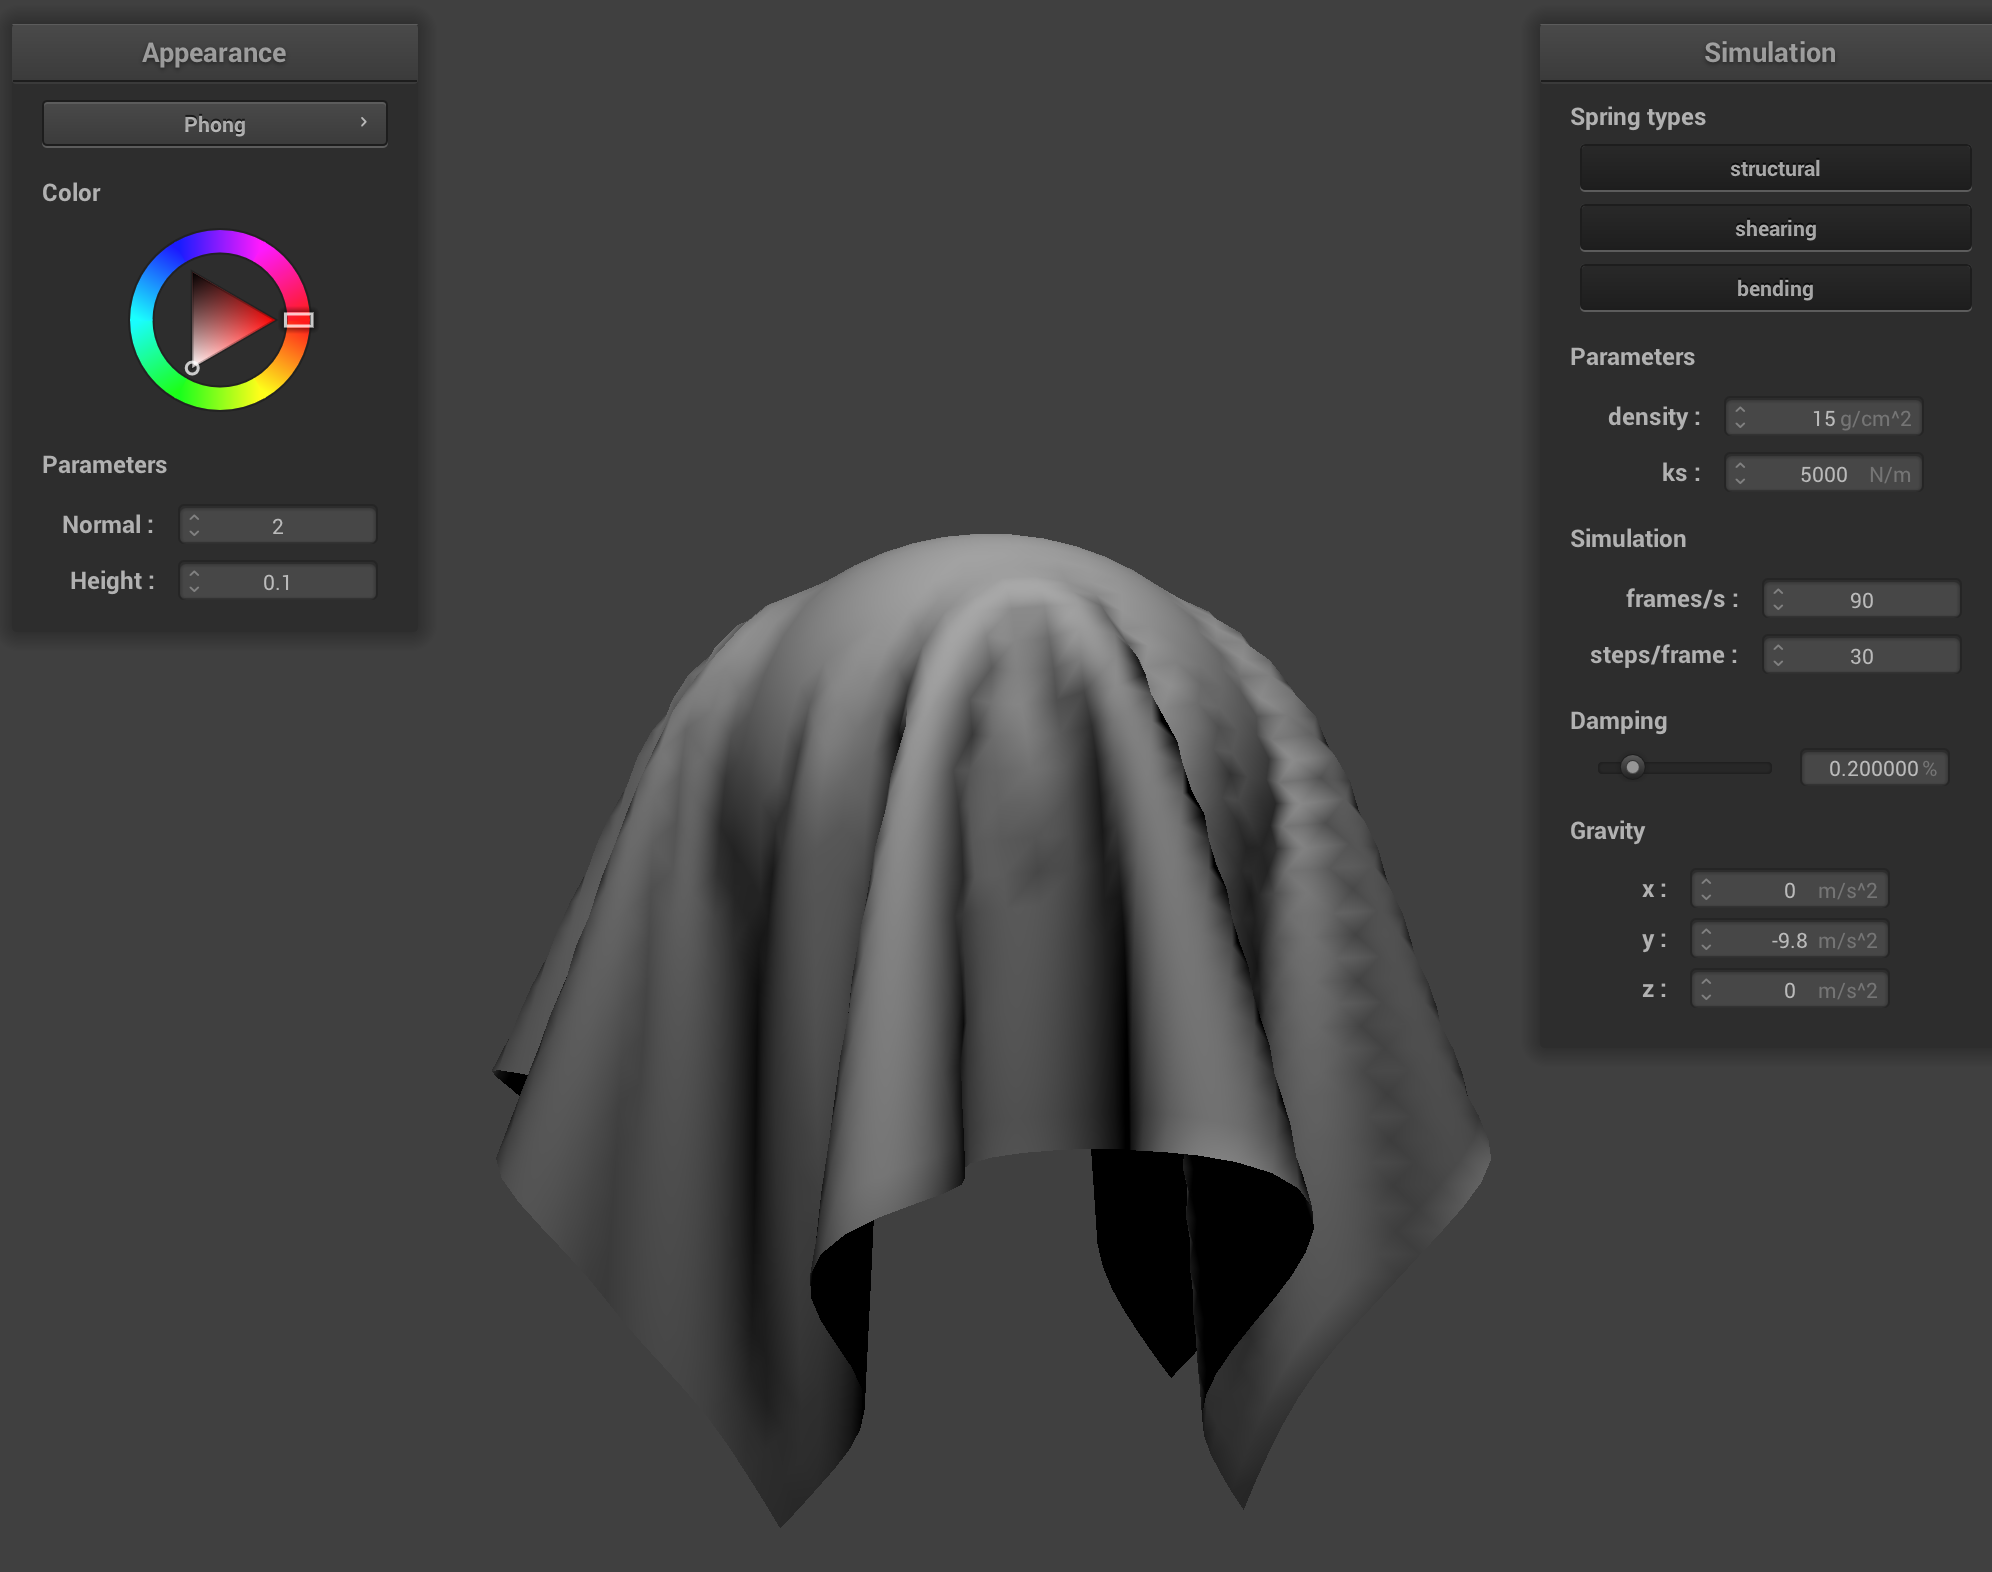 Appearance
Phong
Color
Parameters
Normal : 2
Height : 0.1
Simulation
Spring types
structural
shearing
bending
Parameters
density : 15 g/cm^2
ks : 5000 N/m
Simulation
frames/s : 90
steps/frame : 30
Damping
0.200000 %
Gravity
x : 0 m/s^2
y : -9.8 m/s^2
z : 0 m/s^2